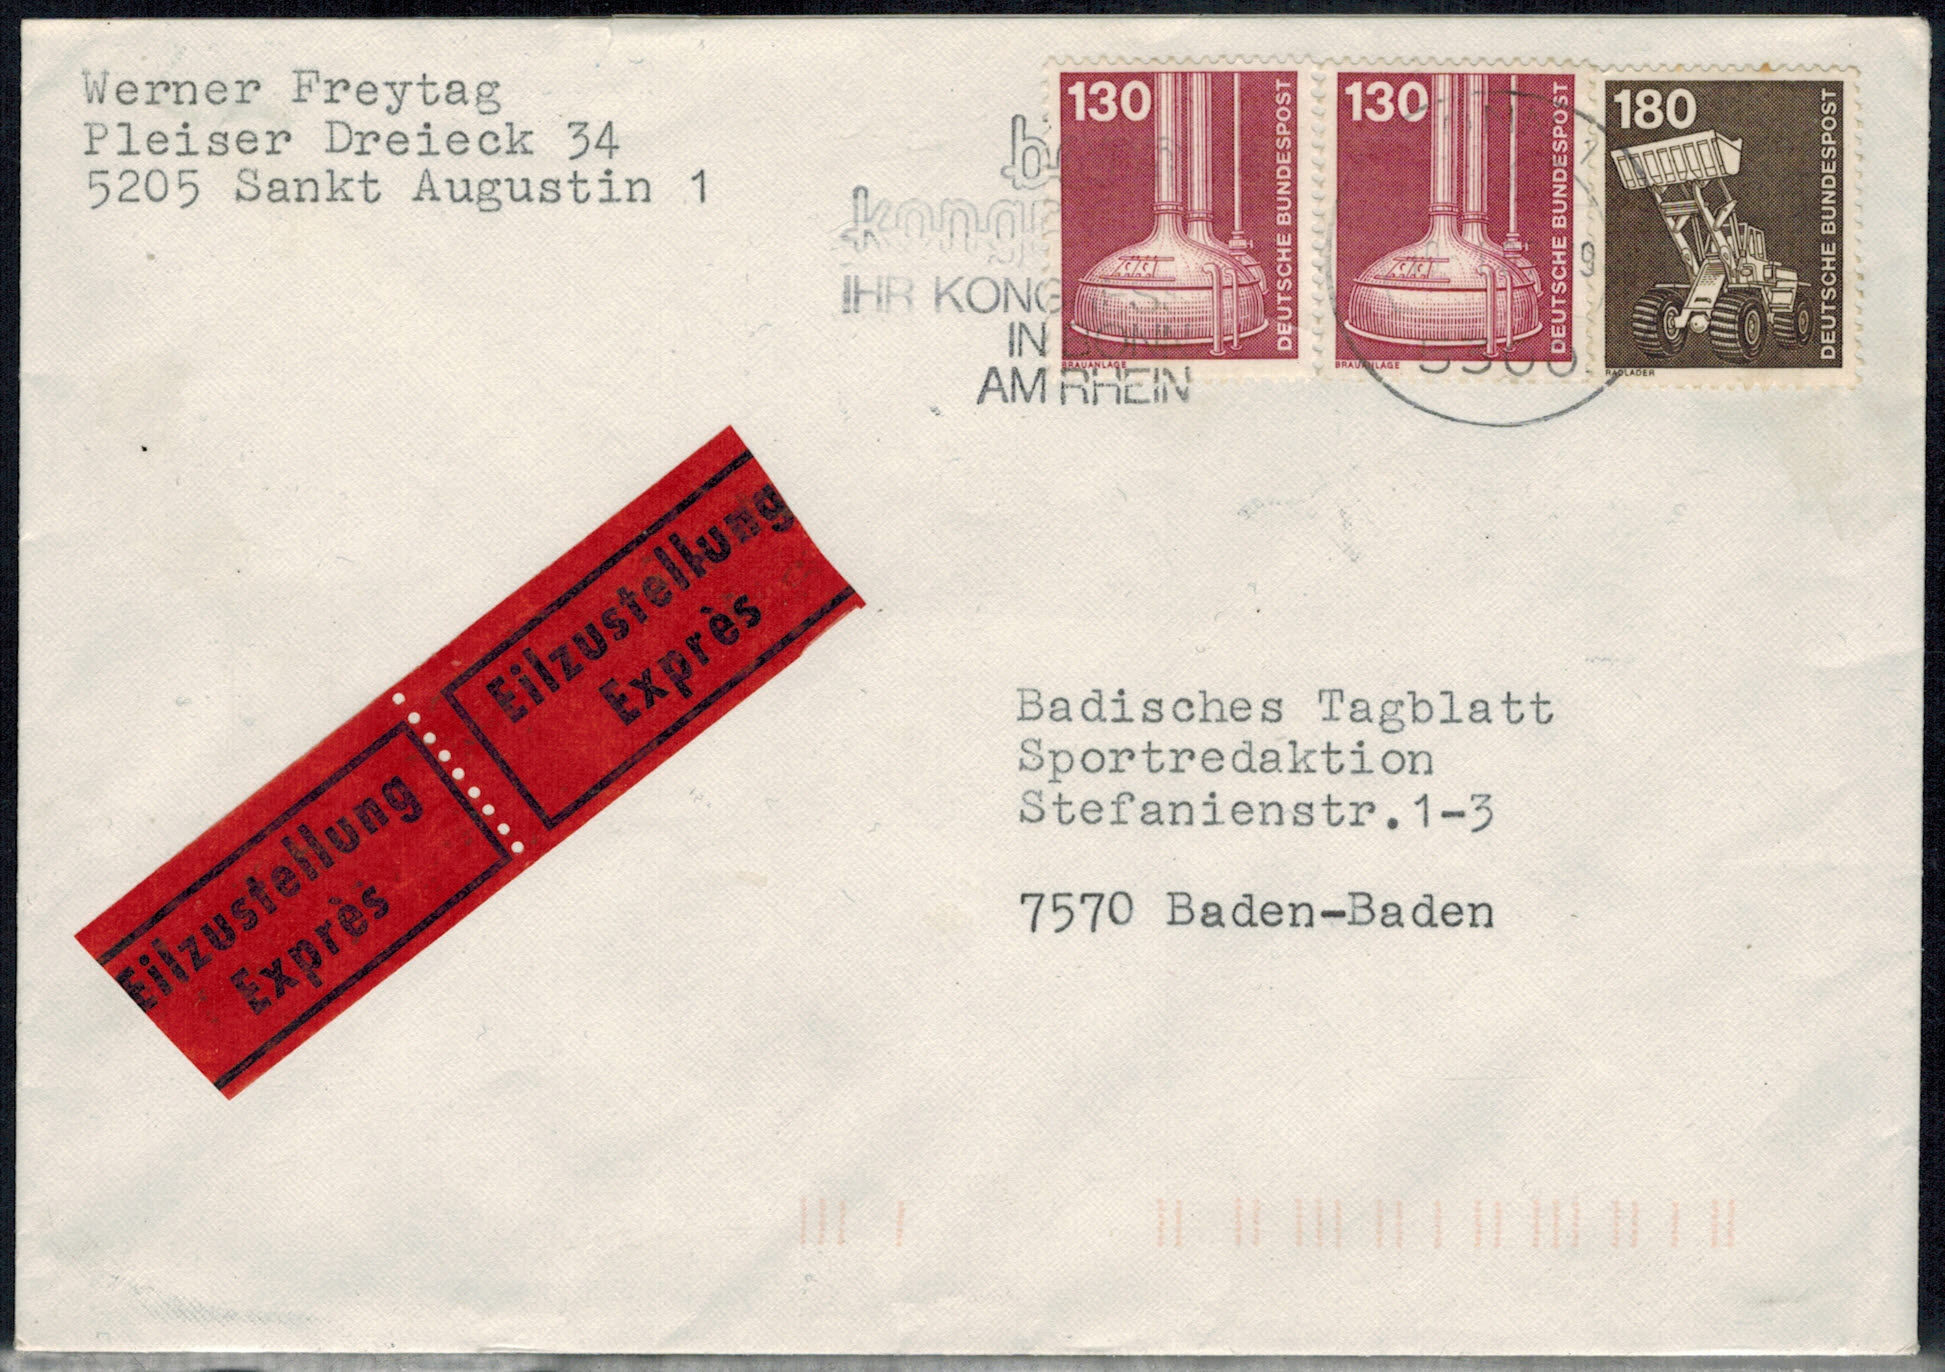 Werner Freytag
Pleiser Dreieck 34
5205 Sankt Augustin 1
IHR
IN
AM RHEIN
130
DEUTSCHE BUNDESPOST
BRAUANLAGE
130
DEUTSCHE BUNDESPOST
BRAUANLAGE
180
DEUTSCHE BUNDESPOST
RADLADER
Eilzustellung
Exprès
Eilzustellung
Exprès
Badisches Tagblatt
Sportredaktion
Stefanienstr.1-3
7570 Baden-Baden